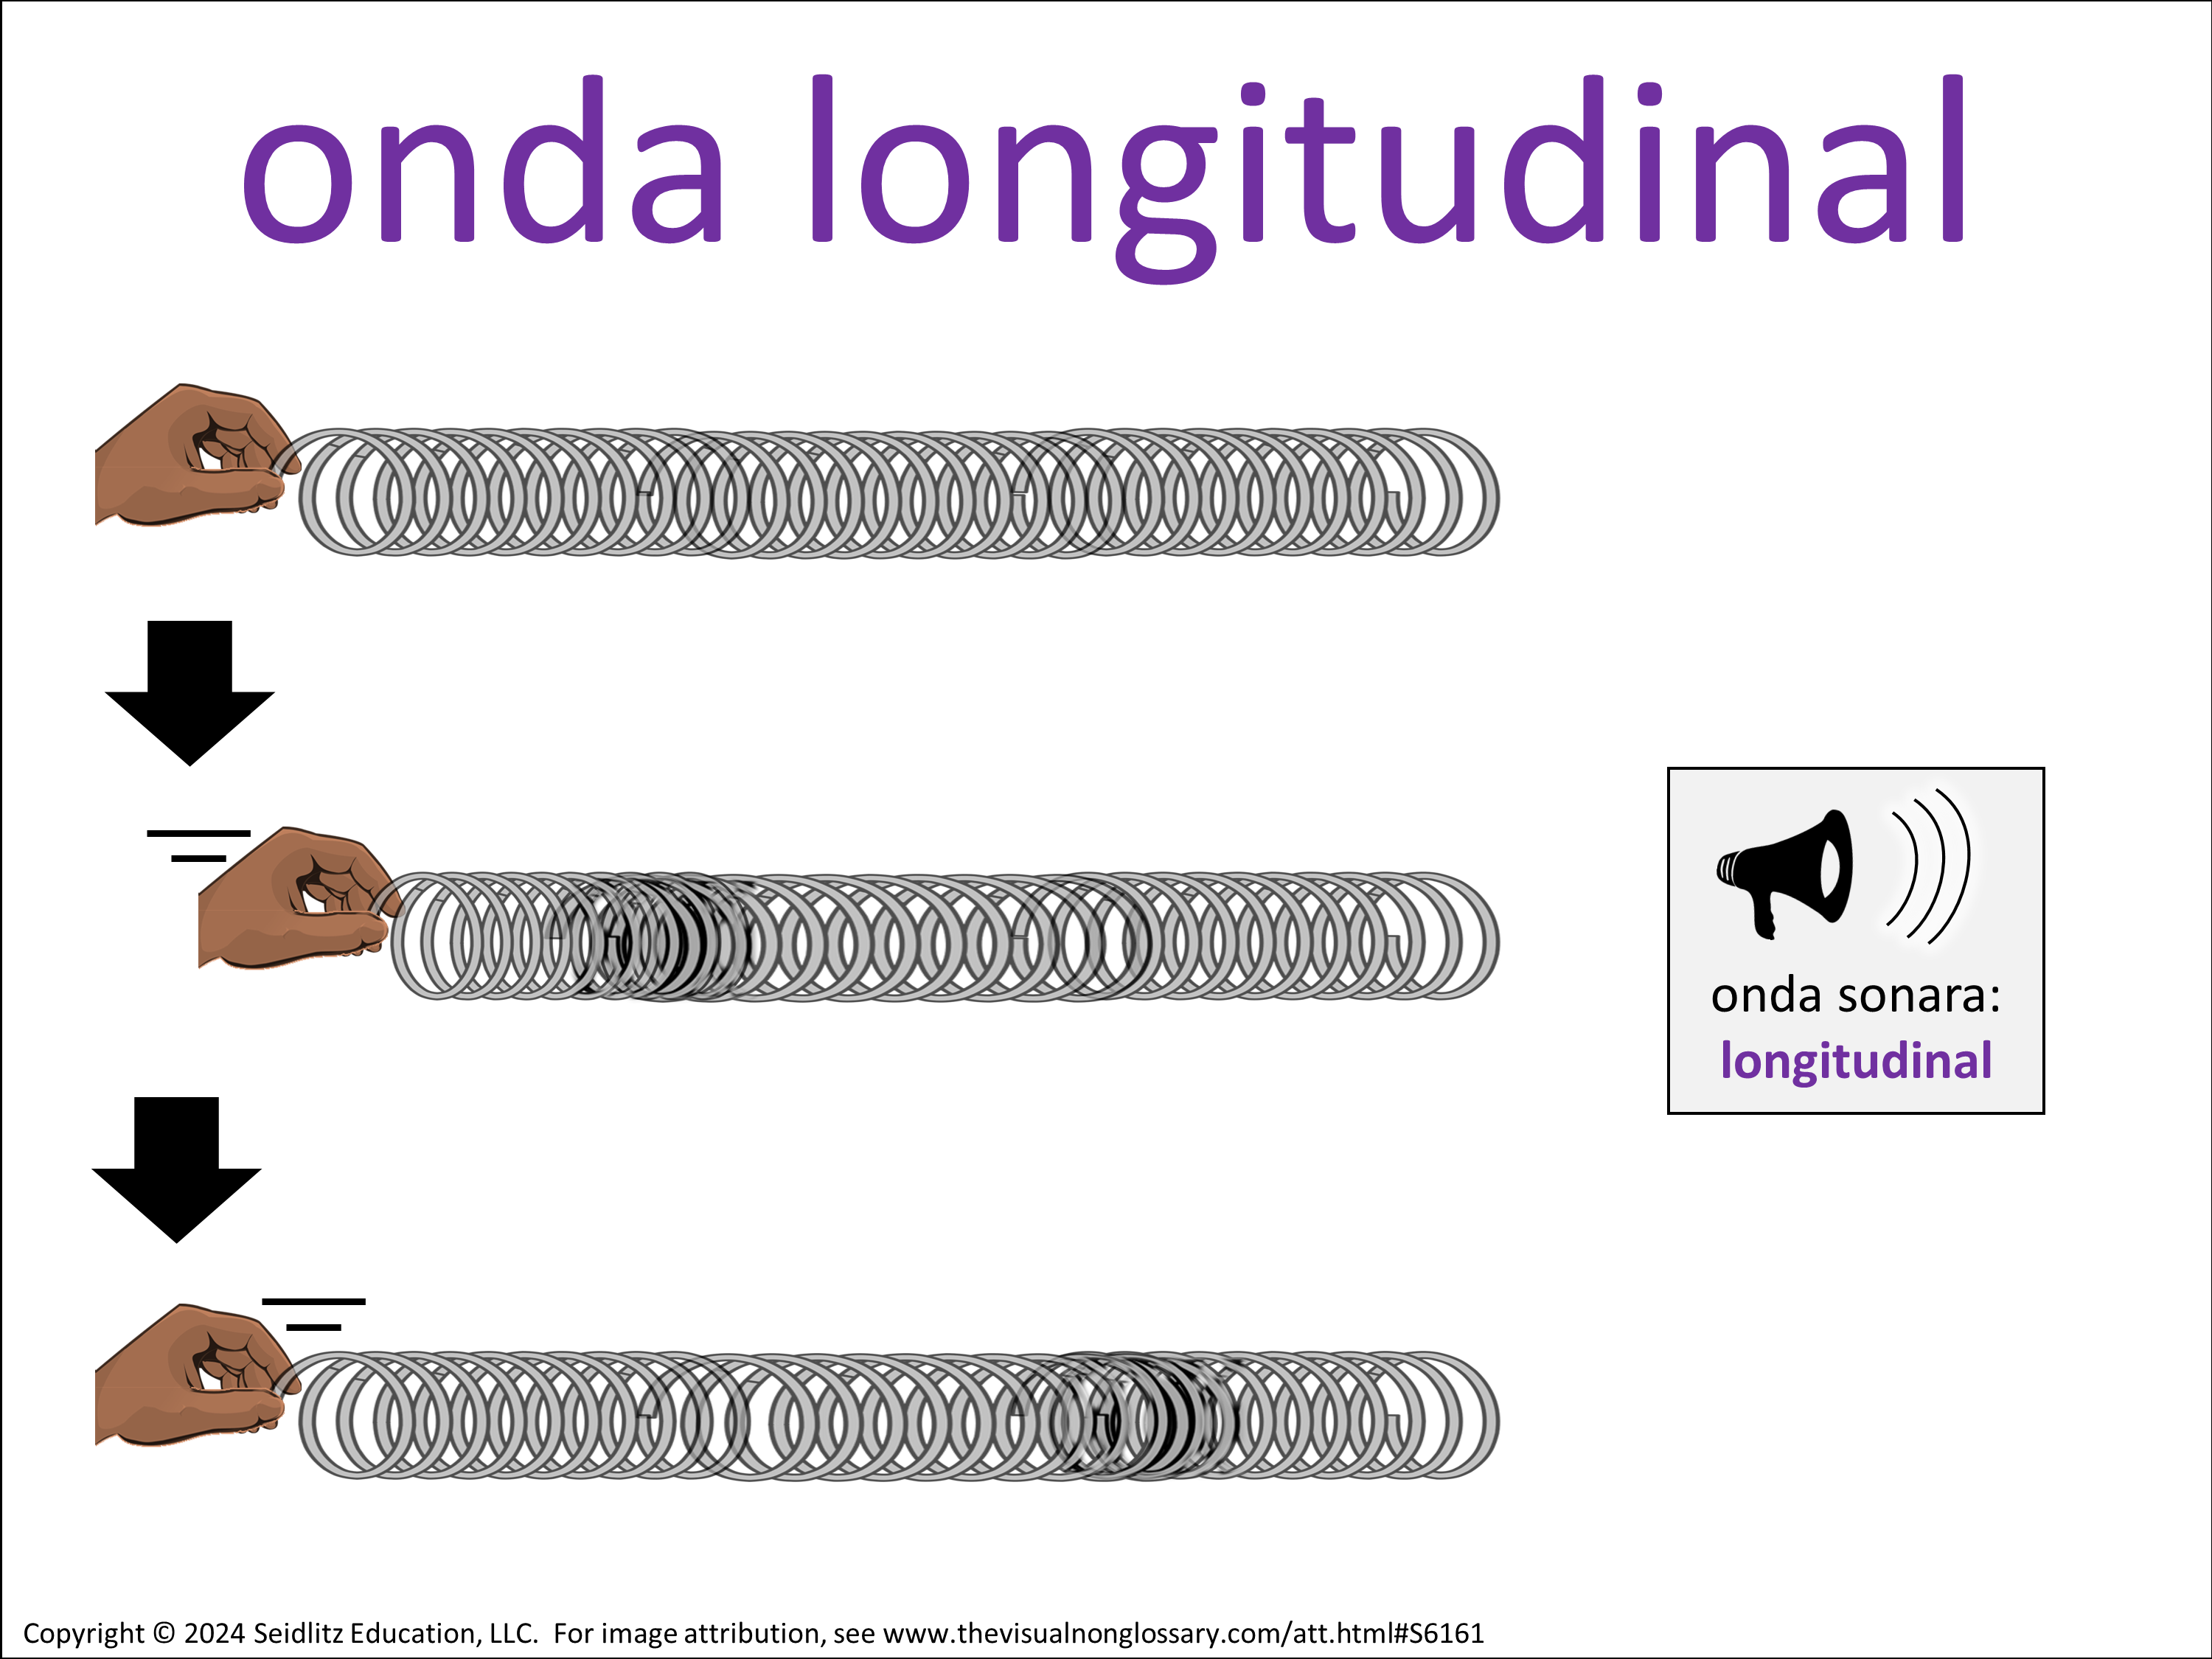 onda longitudinal
onda sonara:
longitudinal
Copyright © 2024 Seidlitz Education, LLC.  For image attribution, see www.thevisualnonglossary.com/att.html#S6161